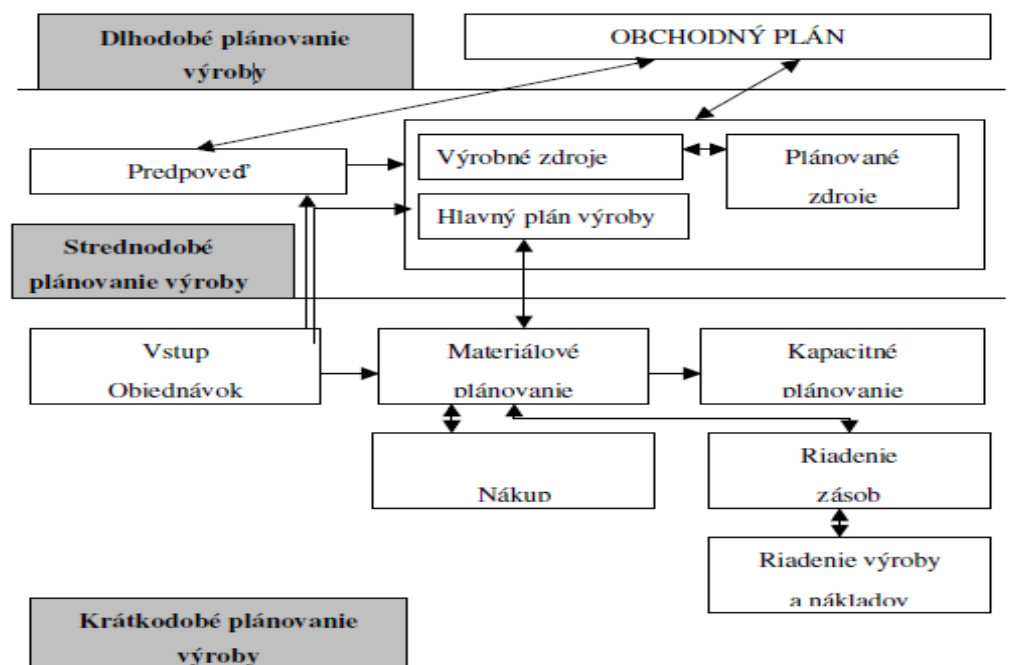 Dlhodobé plánovanie
výroby
OBCHODNÝ PLÁN
Predpoveď
Výrobné zdroje
Plánované
zdroje
Hlavný plán výroby
Strednodobé
plánovanie výroby
Vstup
Objednávok
Materiálové
plánovanie
Kapacitné
plánovanie
Nákup
Riadenie
zásob
Riadenie výroby
a nákladov
Krátkodobé plánovanie
výroby